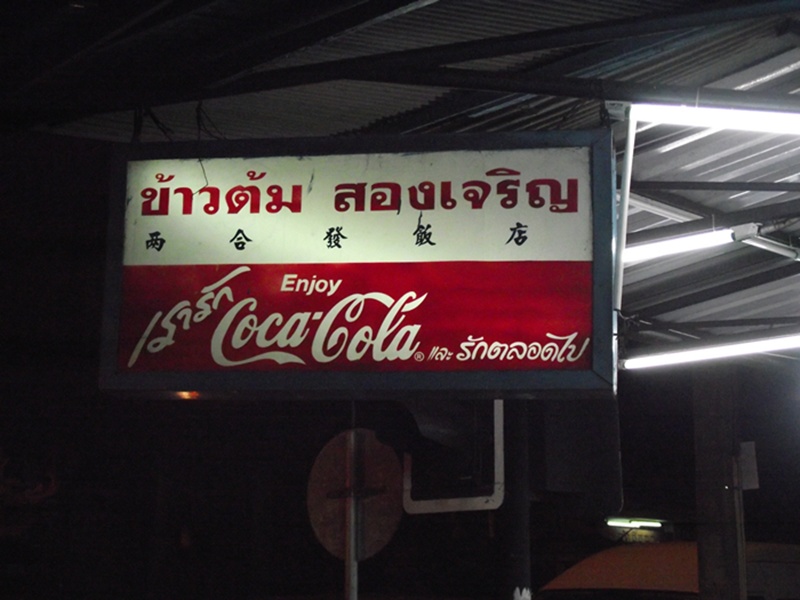 ข้าวต้ม สองเจริญ
两合發飯店
Enjoy
เรารัก Coca-Cola® และ รักตลอดไป